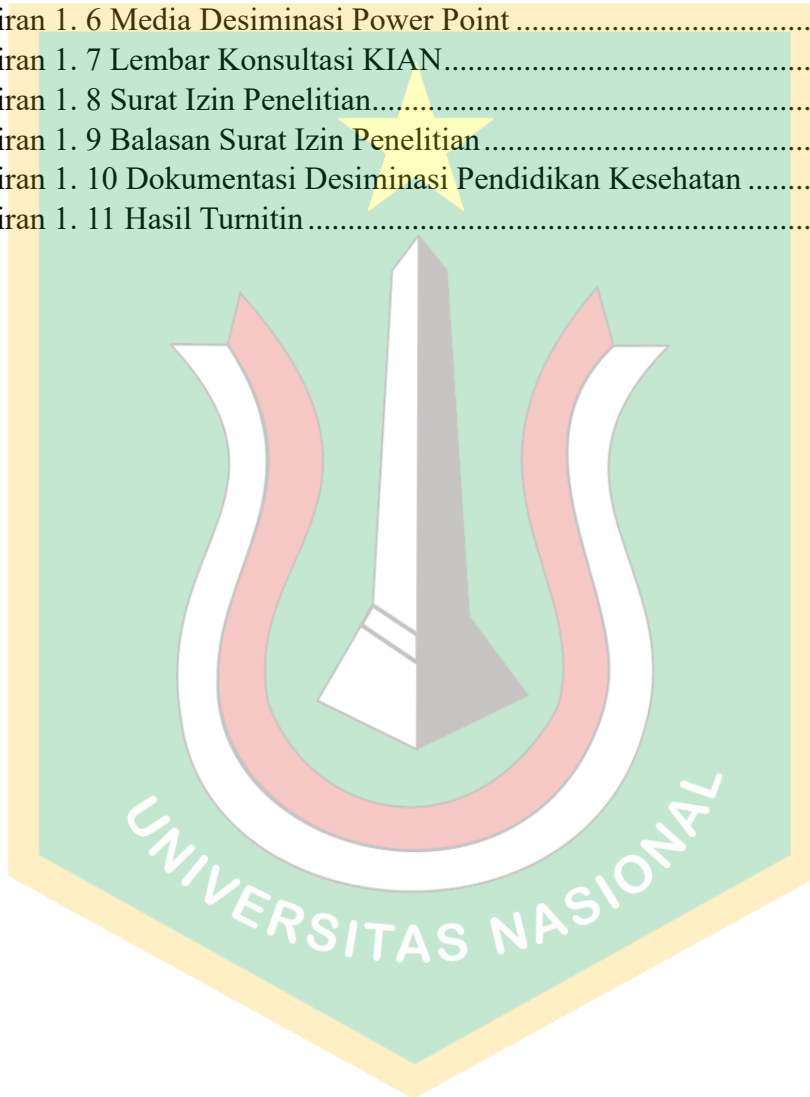 iran 1. 6 Media Desiminasi Power Point ....................................
iran 1. 7 Lembar Konsultasi KIAN.............................................
iran 1. 8 Surat Izin Penelitian......................................................
iran 1. 9 Balasan Surat Izin Penelitian ........................................
iran 1. 10 Dokumentasi Desiminasi Pendidikan Kesehatan ........
iran 1. 11 Hasil Turnitin ..............................................................
UNIVERSITAS NASIONAL